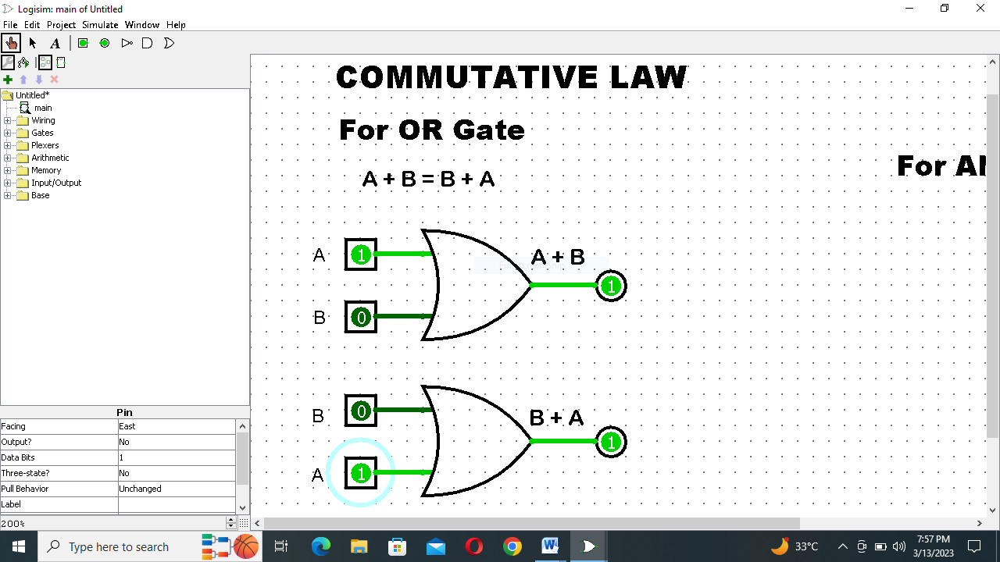 Logisim: main of Untitled
File Edit Project Simulate Window Help
A
COMMUTATIVE LAW
For OR Gate
A + B = B + A
A 1
B 0
A + B
1
B 0
A 1
B + A
1
Untitled*
main
Wiring
Gates
Plexers
Arithmetic
Memory
Input/Output
Base
Pin
Facing East
Output? No
Data Bits 1
Three-state? No
Pull Behavior Unchanged
Label
200%
Type here to search
W
33°C
7:57 PM
3/13/2023